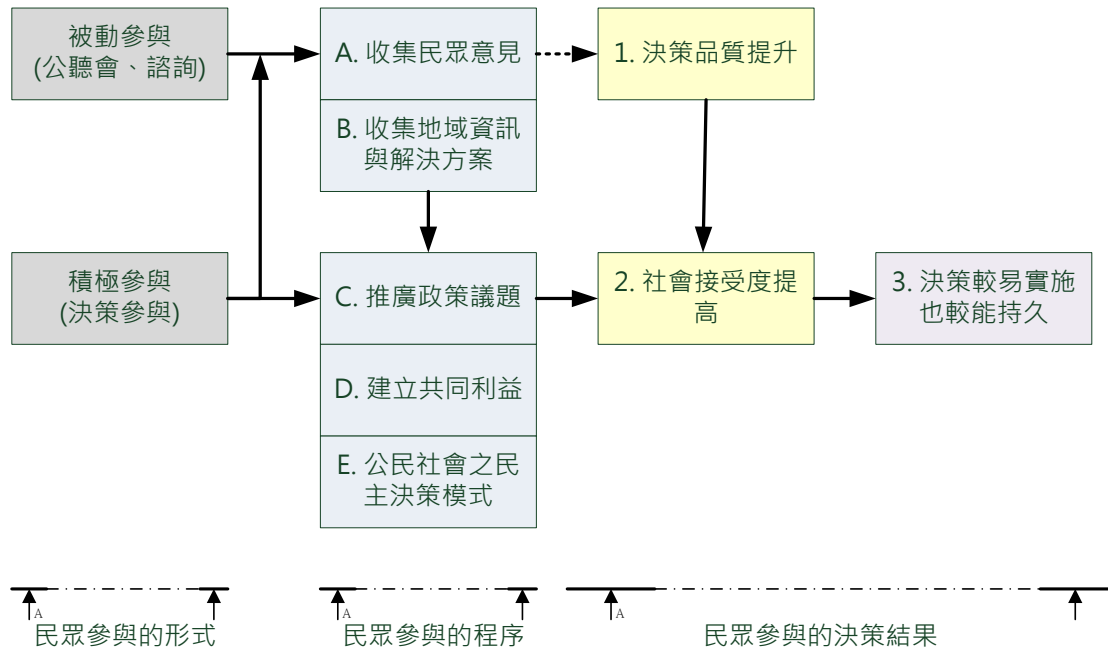 被動參與
(公聽會、諮詢)
A. 收集民眾意見
1. 決策品質提升
B. 收集地域資訊
與解決方案
積極參與
(決策參與)
C. 推廣政策議題
2. 社會接受度提
高
3. 決策較易實施
也較能持久
D. 建立共同利益
E. 公民社會之民
主決策模式
A
A
A
民眾參與的形式
民眾參與的程序
民眾參與的決策結果